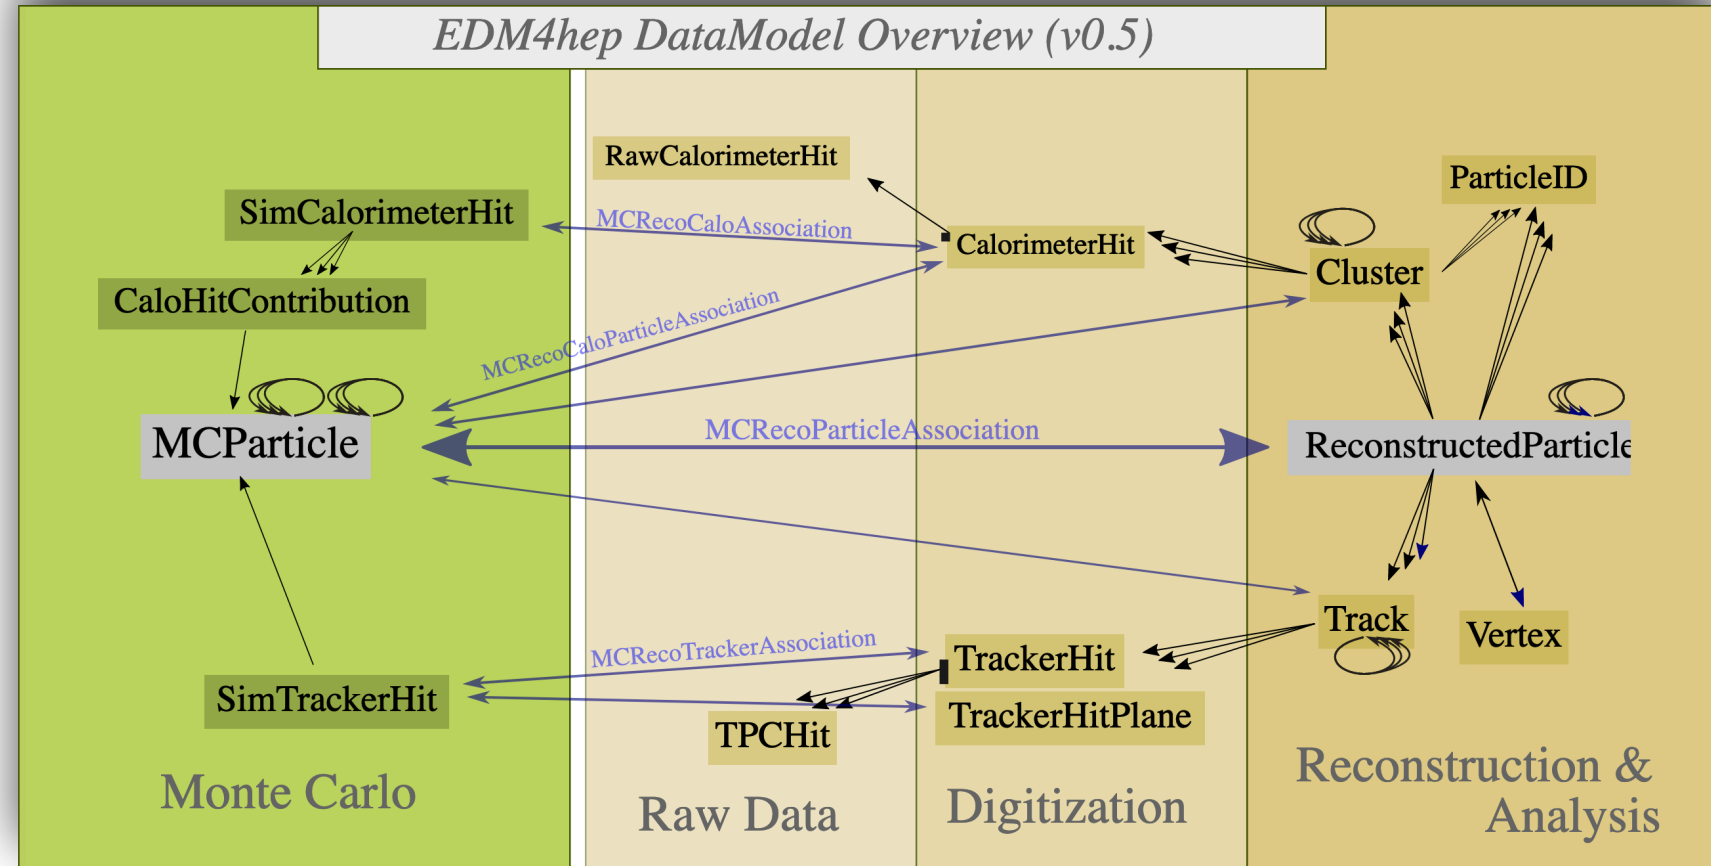 EDM4hep DataModel Overview (v0.5)
RawCalorimeterHit
ParticleID
SimCalorimeterHit
MCRecoCaloAssociation
CalorimeterHit
Cluster
CaloHitContribution
MCRecoCaloParticleAssociation
MCParticle
MCRecoParticleAssociation
ReconstructedParticle
Track
Vertex
MCRecoTrackerAssociation
TrackerHit
SimTrackerHit
TrackerHitPlane
TPCHit
Monte Carlo
Raw Data
Digitization
Reconstruction &
Analysis